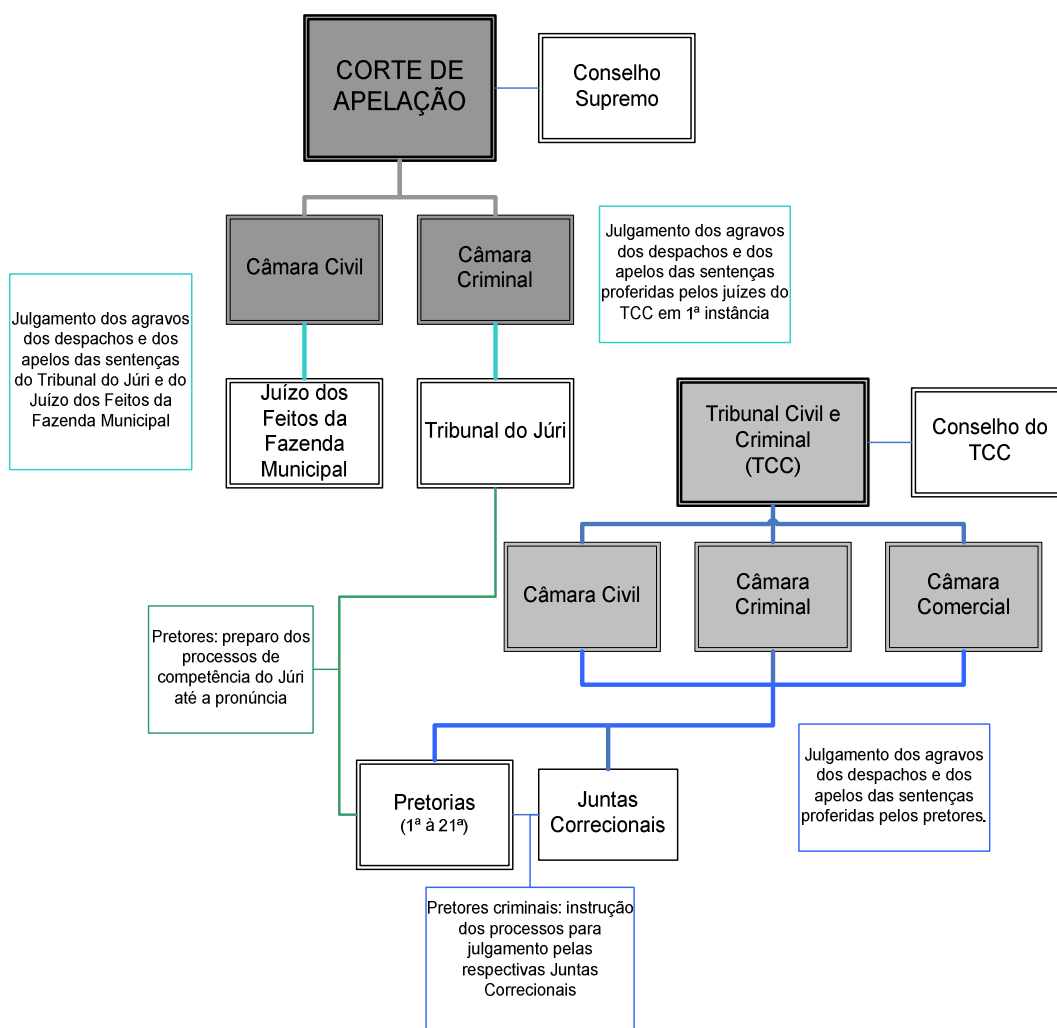 CORTE DE
APELAÇÃO
Conselho
Supremo
Câmara Civil
Câmara
Criminal
Julgamento dos agravos
dos despachos e dos
apelos das sentenças
proferidas pelos juízes do
TCC em 1ª instância
Julgamento dos agravos
dos despachos e dos
apelos das sentenças
do Tribunal do Júri e do
Juízo dos Feitos da
Fazenda Municipal
Juízo dos
Feitos da
Fazenda
Municipal
Tribunal do Júri
Tribunal Civil e
Criminal
(TCC)
Conselho do
TCC
Câmara Civil
Câmara
Criminal
Câmara
Comercial
Pretores: preparo dos
processos de
competência do Júri
até a pronúncia
Julgamento dos agravos
dos despachos e dos
apelos das sentenças
proferidas pelos pretores.
Pretorias
(1ª à 21ª)
Juntas
Correcionais
Pretores criminais: instrução
dos processos para
julgamento pelas
respectivas Juntas
Correcionais